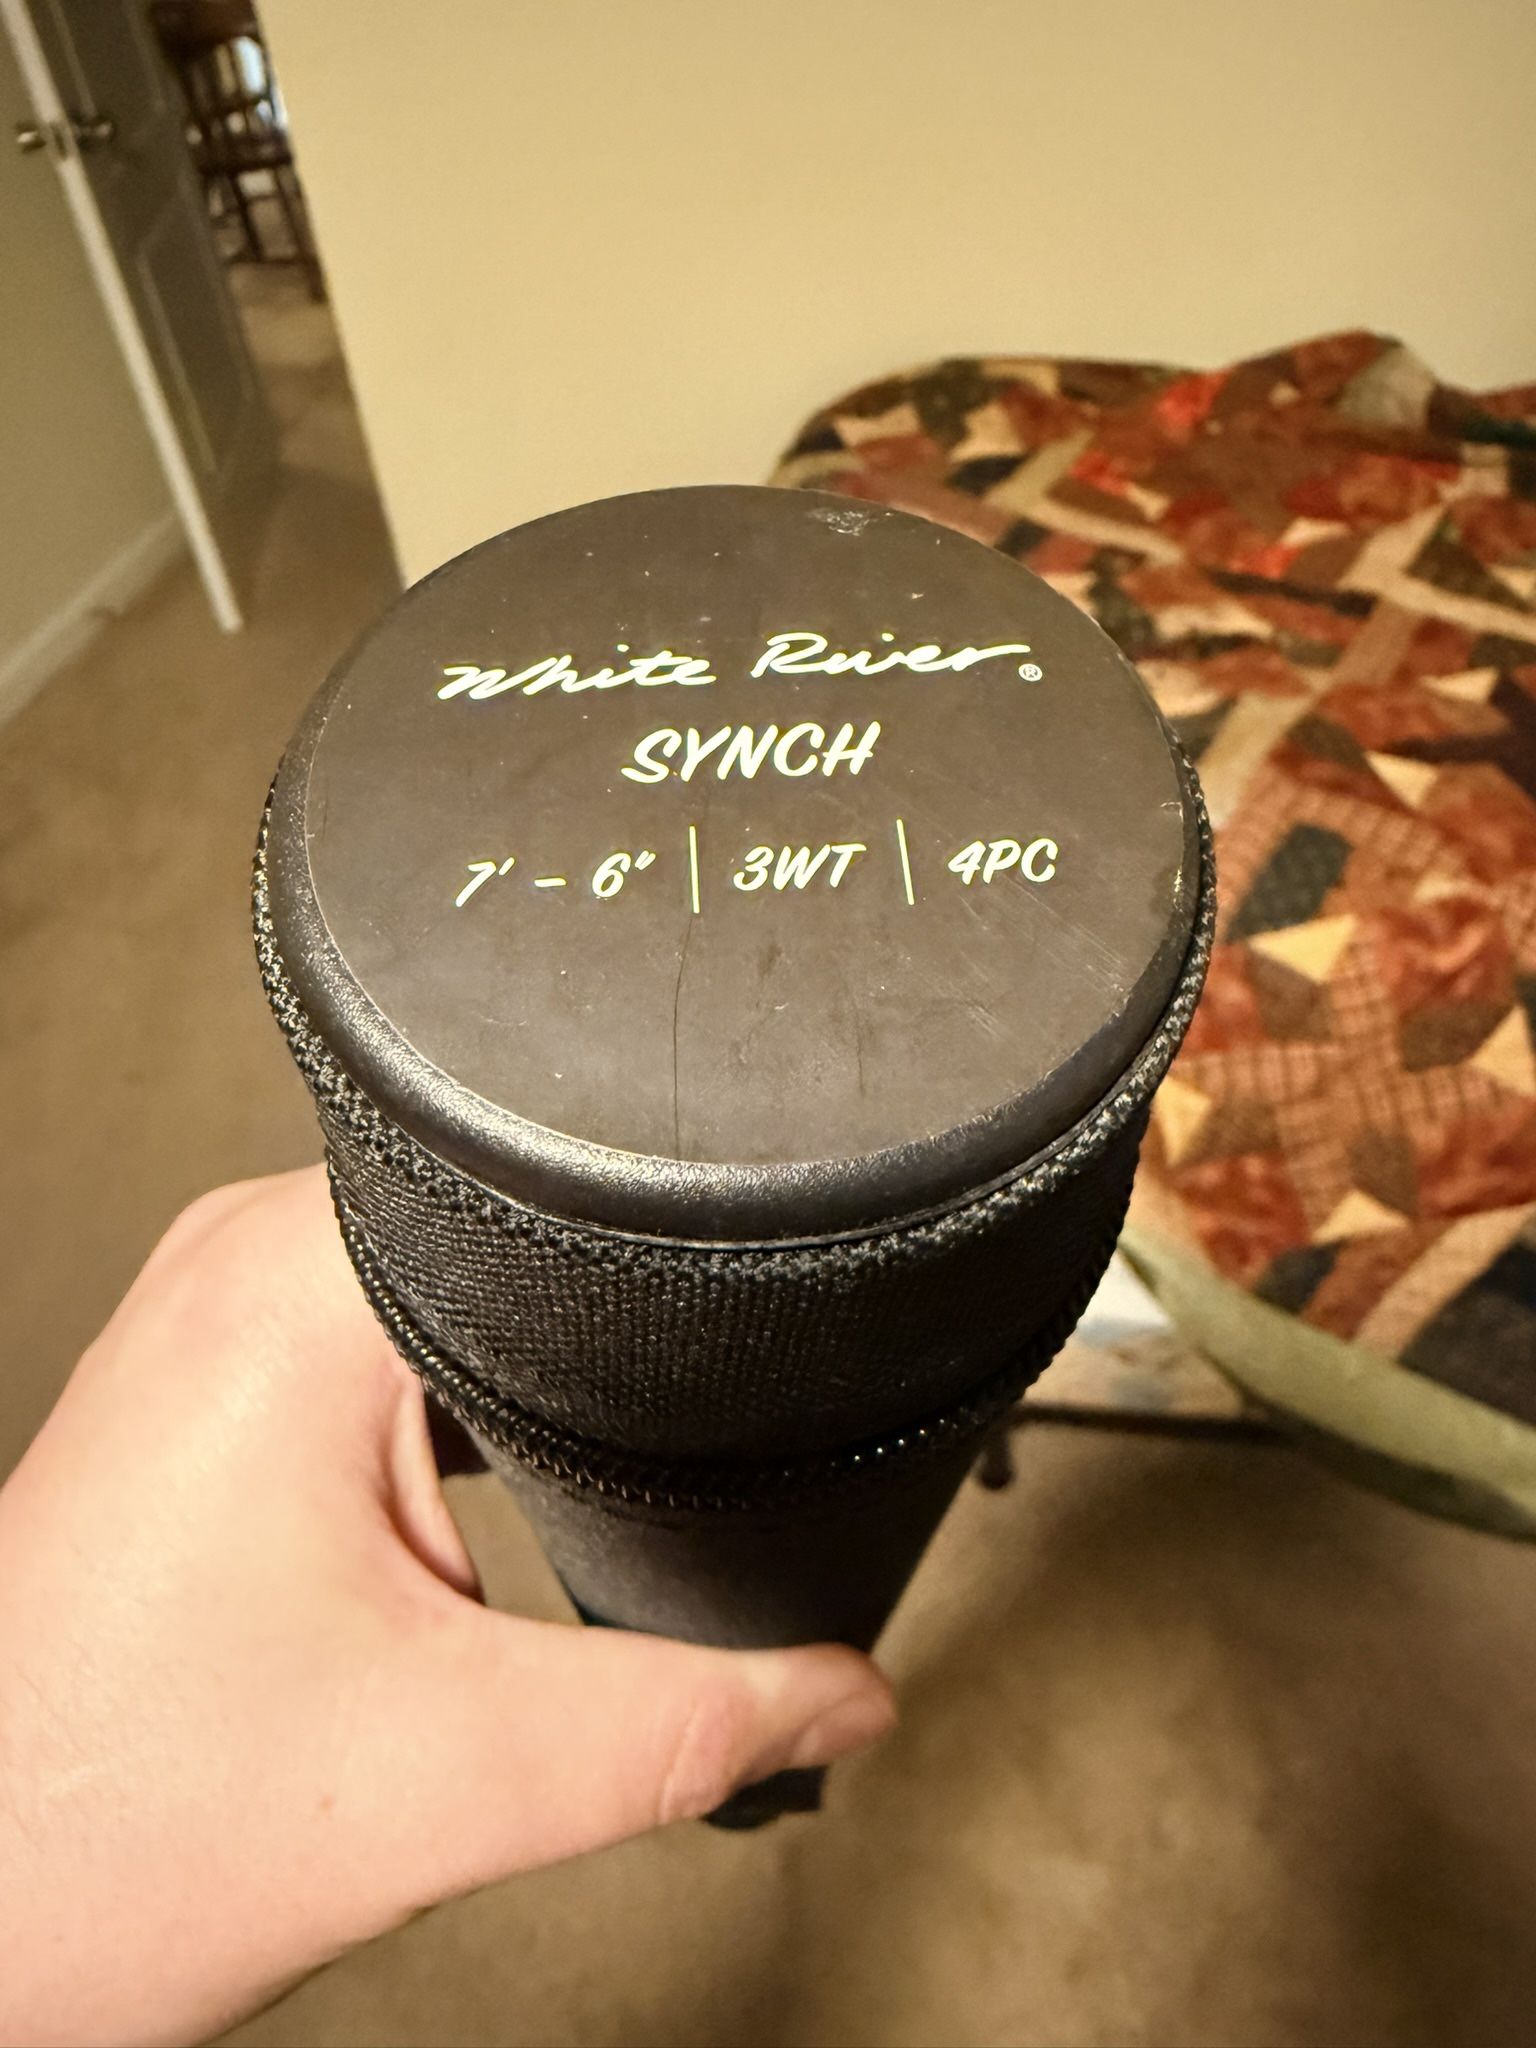 White River®
SYNCH
7' - 6" | 3WT | 4PC